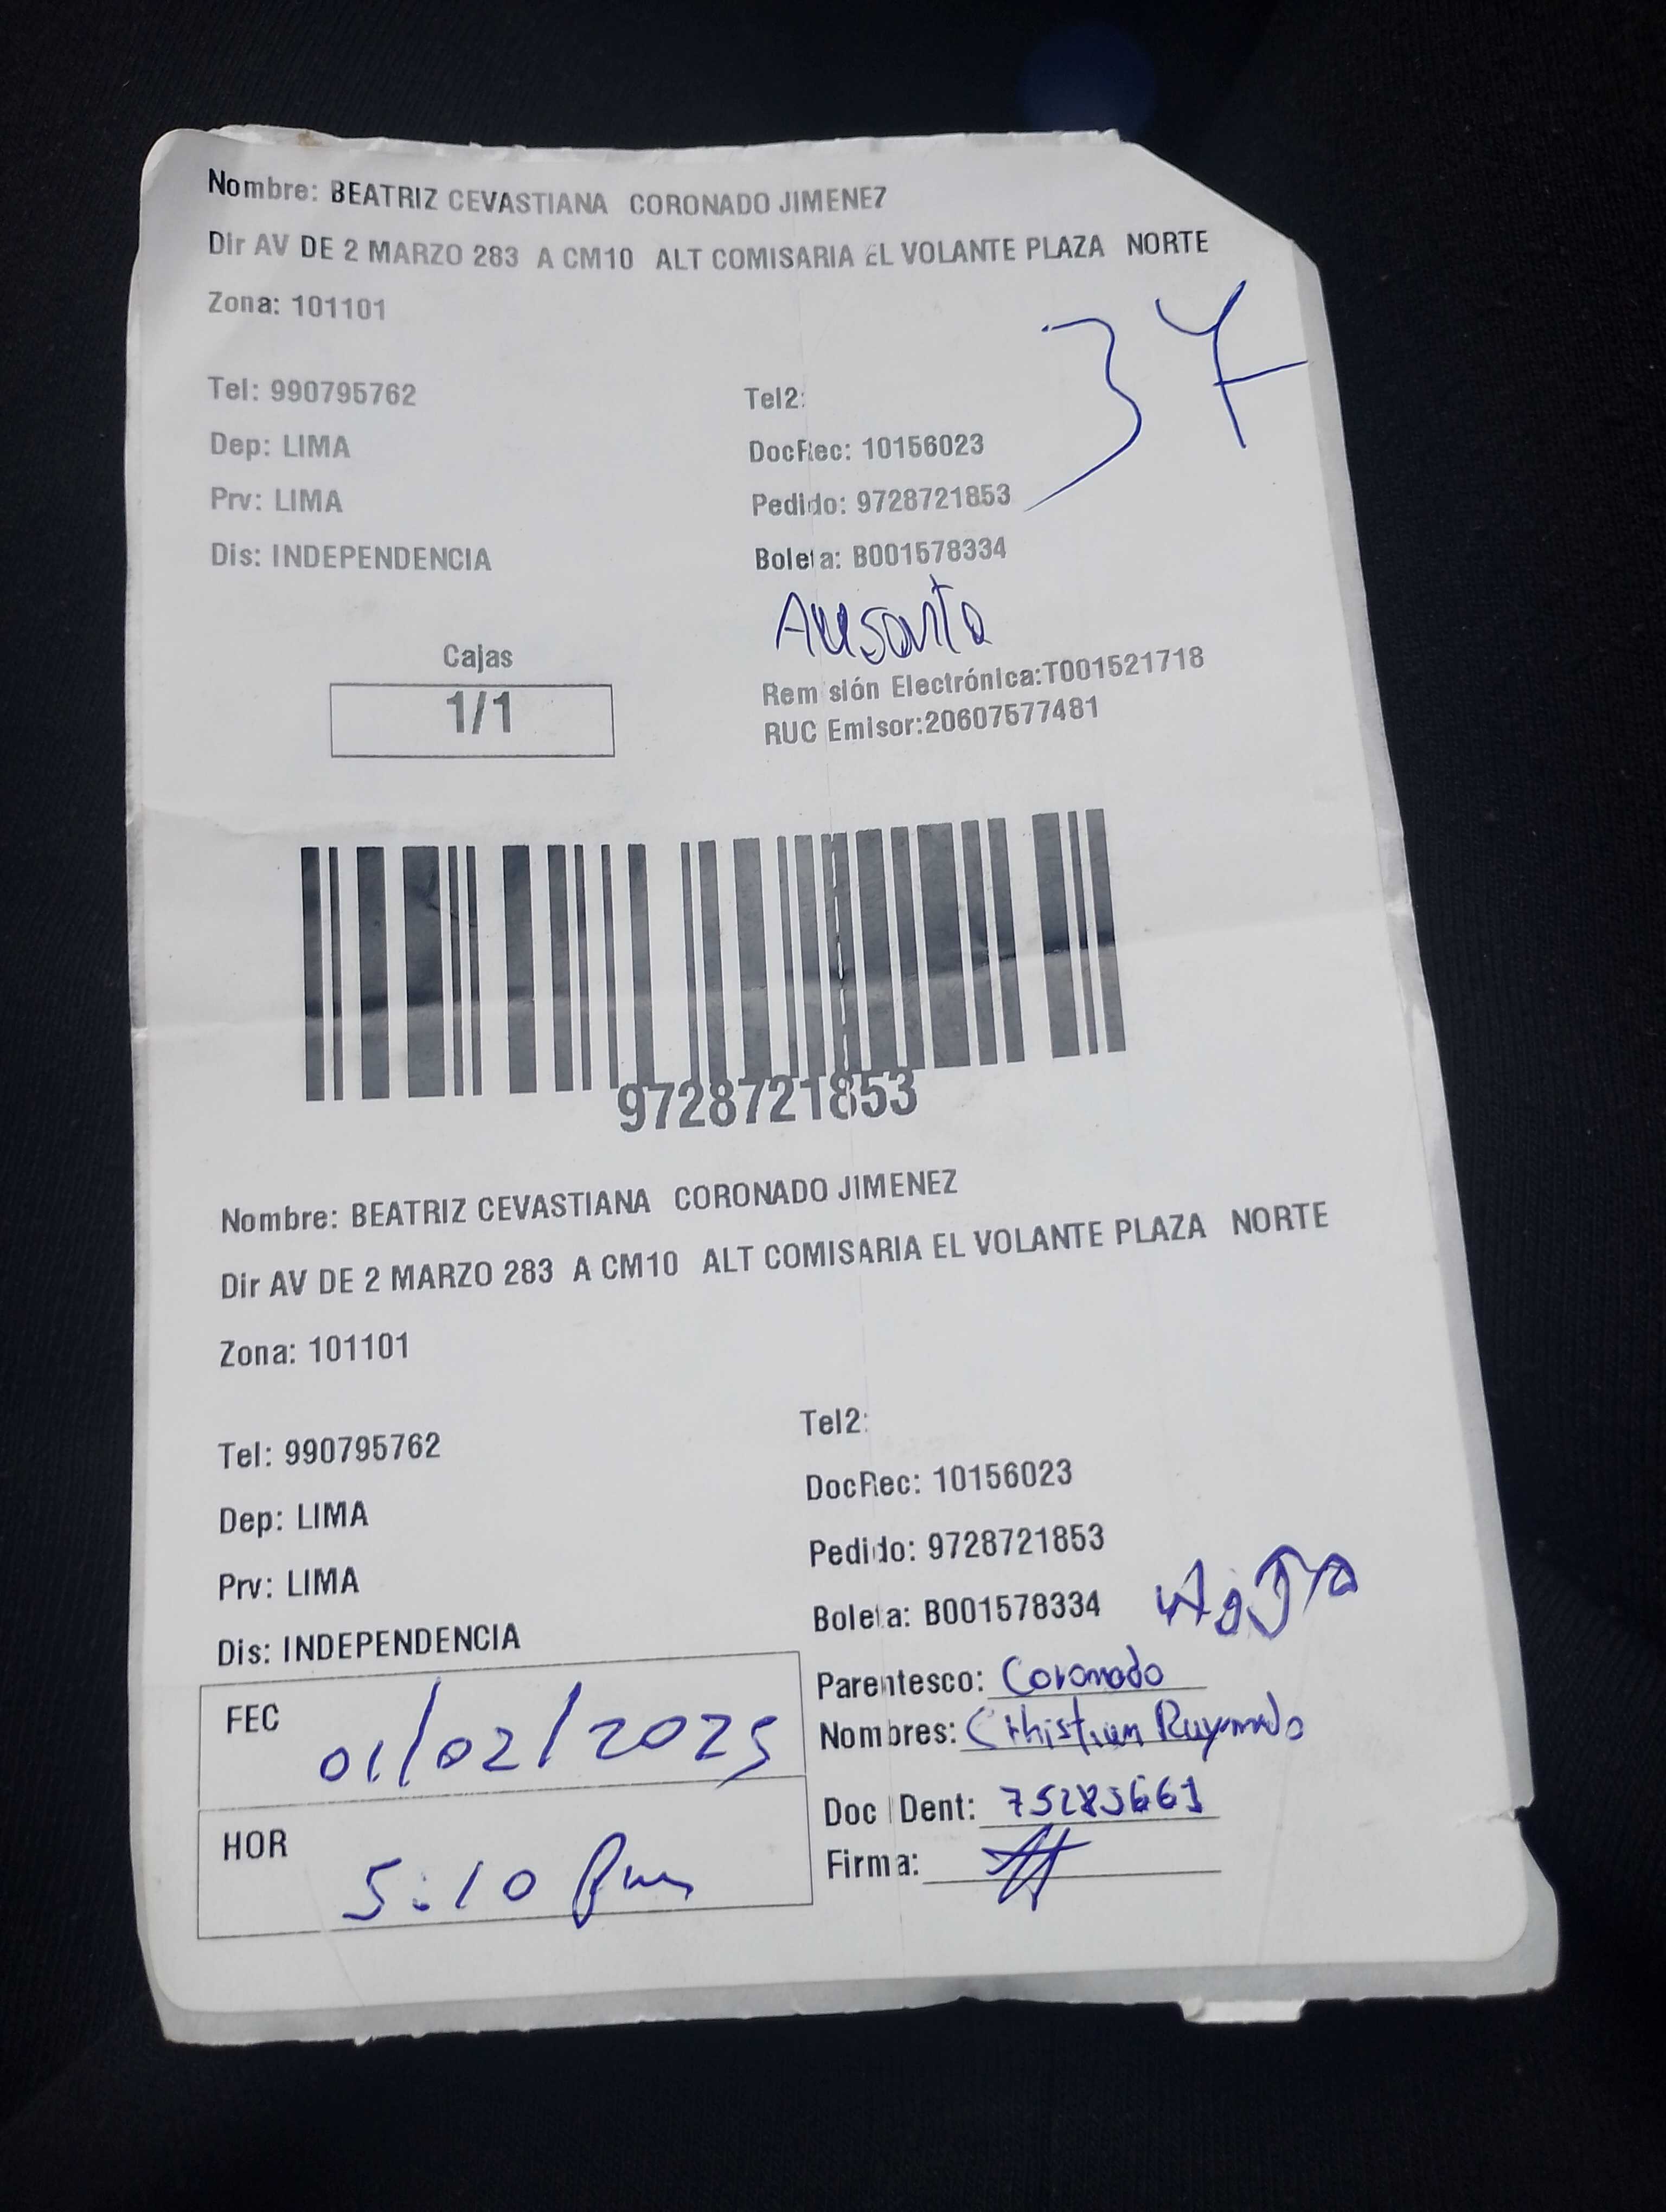 Nombre: BEATRIZ CEVASTIANA CORONADO JIMENEZ
Dir AV DE 2 MARZO 283 A CM10 ALT COMISARIA EL VOLANTE PLAZA NORTE
Zona: 101101
Tel: 990795762 Tel2:
Dep: LIMA DocRec: 10156023
Prv: LIMA Pedido: 9728721853
Dis: INDEPENDENCIA Boleta: B001578334
Cajas
1/1
Remisión Electrónica:T001521718
RUC Emisor:20607577481
9728721853
Nombre: BEATRIZ CEVASTIANA CORONADO JIMENEZ
Dir AV DE 2 MARZO 283 A CM10 ALT COMISARIA EL VOLANTE PLAZA NORTE
Zona: 101101
Tel: 990795762 Tel2:
Dep: LIMA DocRec: 10156023
Prv: LIMA Pedido: 9728721853
Dis: INDEPENDENCIA Boleta: B001578334
FEC 01/02/2025
HOR 5:10 Pm
Parentesco: Coronado
Nombres: Cthistian Raymundo
Doc Dent:
Firma: